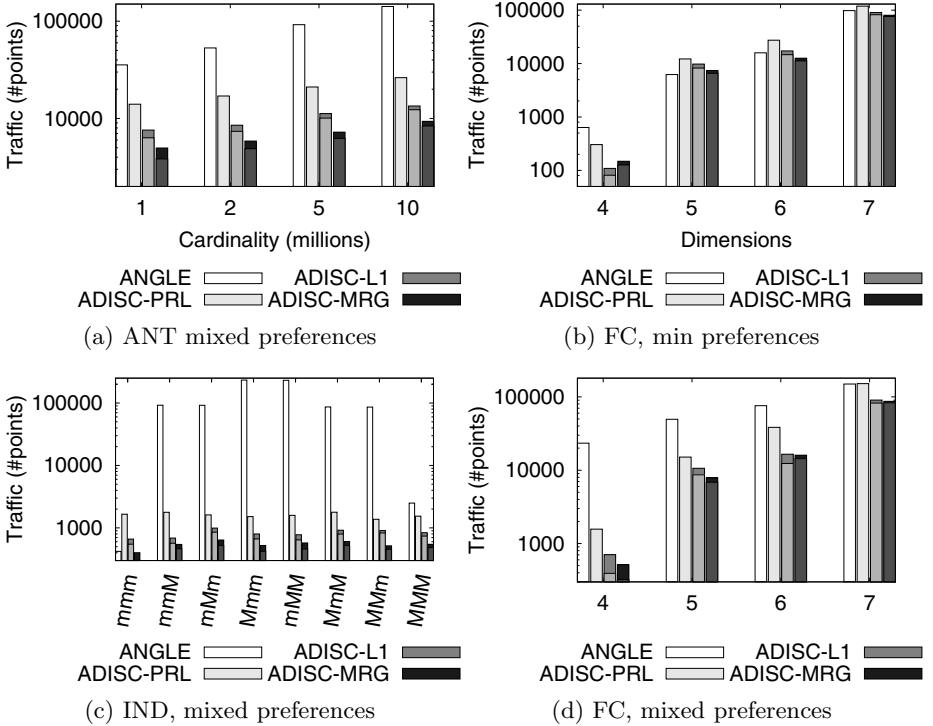 Traffic (#points)
100000
10000
1 2 5 10
Cardinality (millions)
ANGLE ADISC-L1
ADISC-PRL ADISC-MRG
(a) ANT mixed preferences
Traffic (#points)
100000
10000
1000
100
4 5 6 7
Dimensions
ANGLE ADISC-L1
ADISC-PRL ADISC-MRG
(b) FC, min preferences
Traffic (#points)
100000
10000
1000
mmm mmM mMm Mmm mMM MmM MMm MMM
ANGLE ADISC-L1
ADISC-PRL ADISC-MRG
(c) IND, mixed preferences
Traffic (#points)
100000
10000
1000
4 5 6 7
ANGLE ADISC-L1
ADISC-PRL ADISC-MRG
(d) FC, mixed preferences